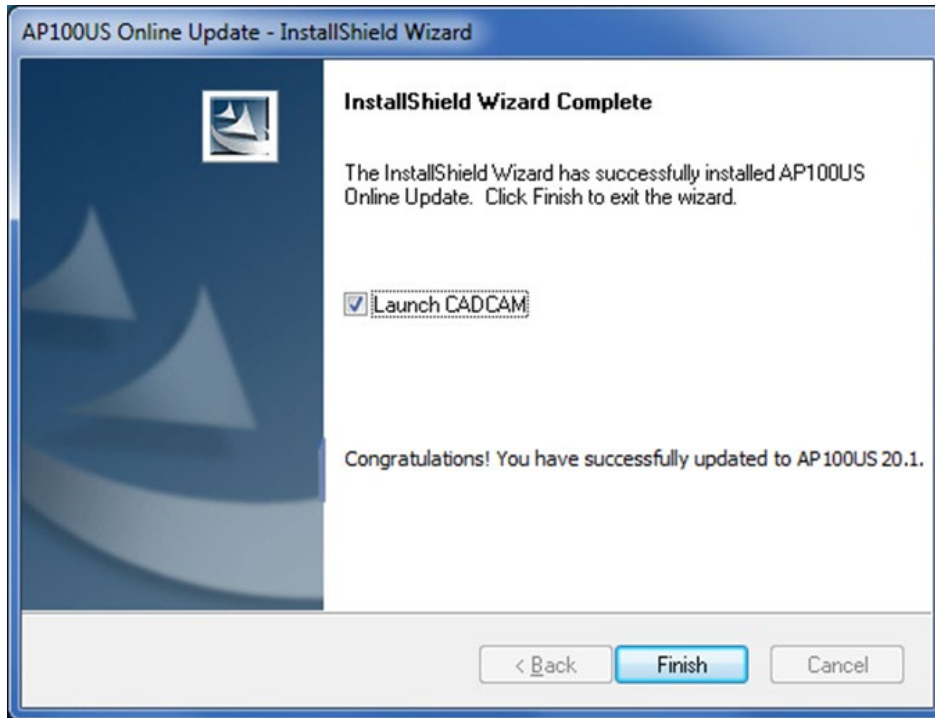 AP100US Online Update - InstallShield Wizard
InstallShield Wizard Complete
The InstallShield Wizard has successfully installed AP100US
Online Update. Click Finish to exit the wizard.
Launch CADCAM
Congratulations! You have successfully updated to AP100US 20.1.
< Back
Finish
Cancel